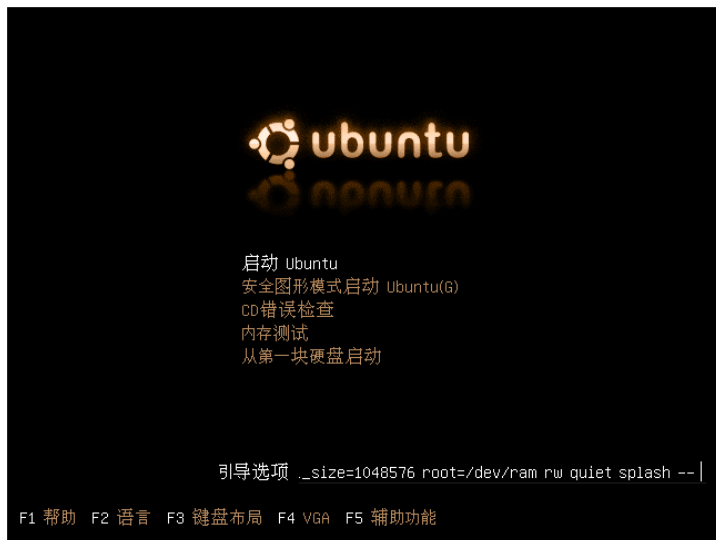 ubuntu
启动 Ubuntu
安全图形模式启动 Ubuntu(G)
CD错误检查
内存测试
从第一块硬盘启动
引导选项 ._size=1048576 root=/dev/ram rw quiet splash --
F1 帮助 F2 语言 F3 键盘布局 F4 VGA F5 辅助功能